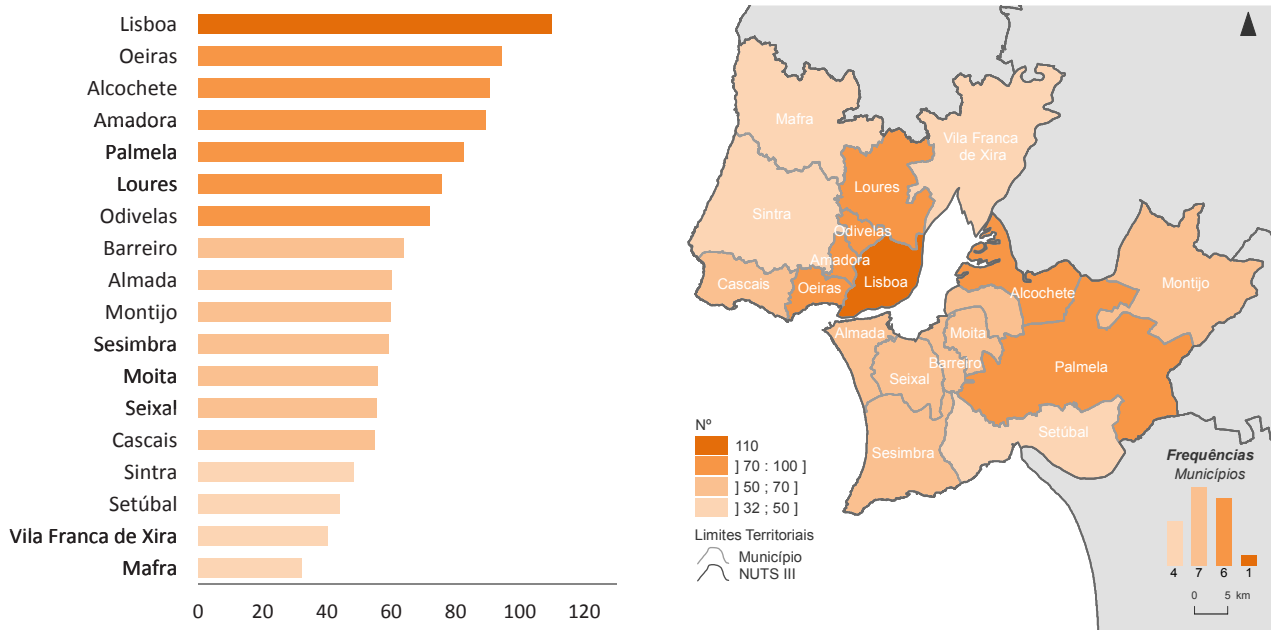 Lisboa
Oeiras
Alcochete
Amadora
Palmela
Loures
Odivelas
Barreiro
Almada
Montijo
Sesimbra
Moita
Seixal
Cascais
Sintra
Setúbal
Vila Franca de Xira
Mafra
0 20 40 60 80 100 120
Mafra
Vila Franca
de Xira
Loures
Sintra
Odivelas
Amadora
Lisboa
Cascais
Oeiras
Alcochete
Montijo
Almada
Moita
Barreiro
Seixal
Palmela
Setúbal
Sesimbra
Nº
110
] 70 : 100 ]
] 50 ; 70 ]
] 32 ; 50 ]
Limites Territoriais
Município
NUTS III
Frequências
Municípios
4 7 6 1
0 5 km